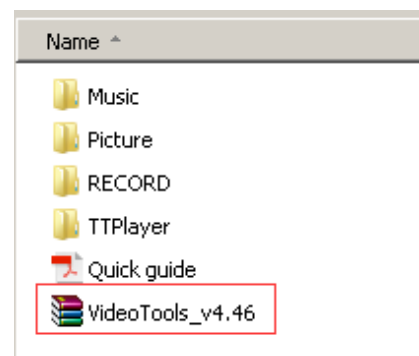 Name
Music
Picture
RECORD
TTPlayer
Quick guide
VideoTools_v4.46